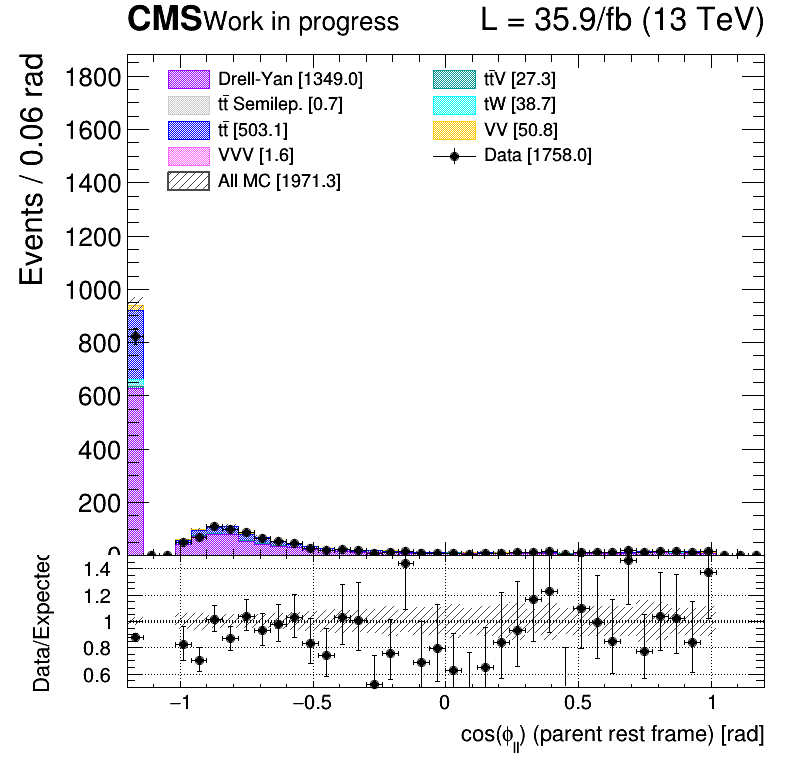 CMS Work in progress L = 35.9/fb (13 TeV)
Events / 0.06 rad
1800
1600
1400
1200
1000
800
600
400
200
0
Drell-Yan [1349.0]
tt̄ Semilep. [0.7]
tt̄ [503.1]
VVV [1.6]
All MC [1971.3]
tt̄V [27.3]
tW [38.7]
VV [50.8]
Data [1758.0]
Data/Expected
1.4
1.2
1
0.8
0.6
−1 −0.5 0 0.5 1
cos(ϕ_ll) (parent rest frame) [rad]